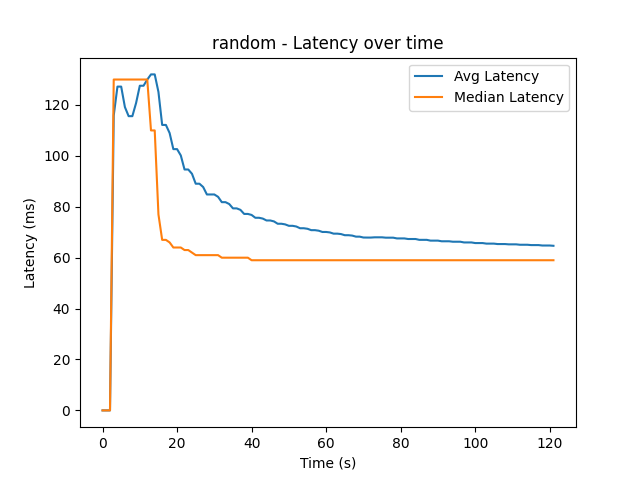 random - Latency over time
Avg Latency
Median Latency
Latency (ms)
120
100
80
60
40
20
0
0 20 40 60 80 100 120
Time (s)